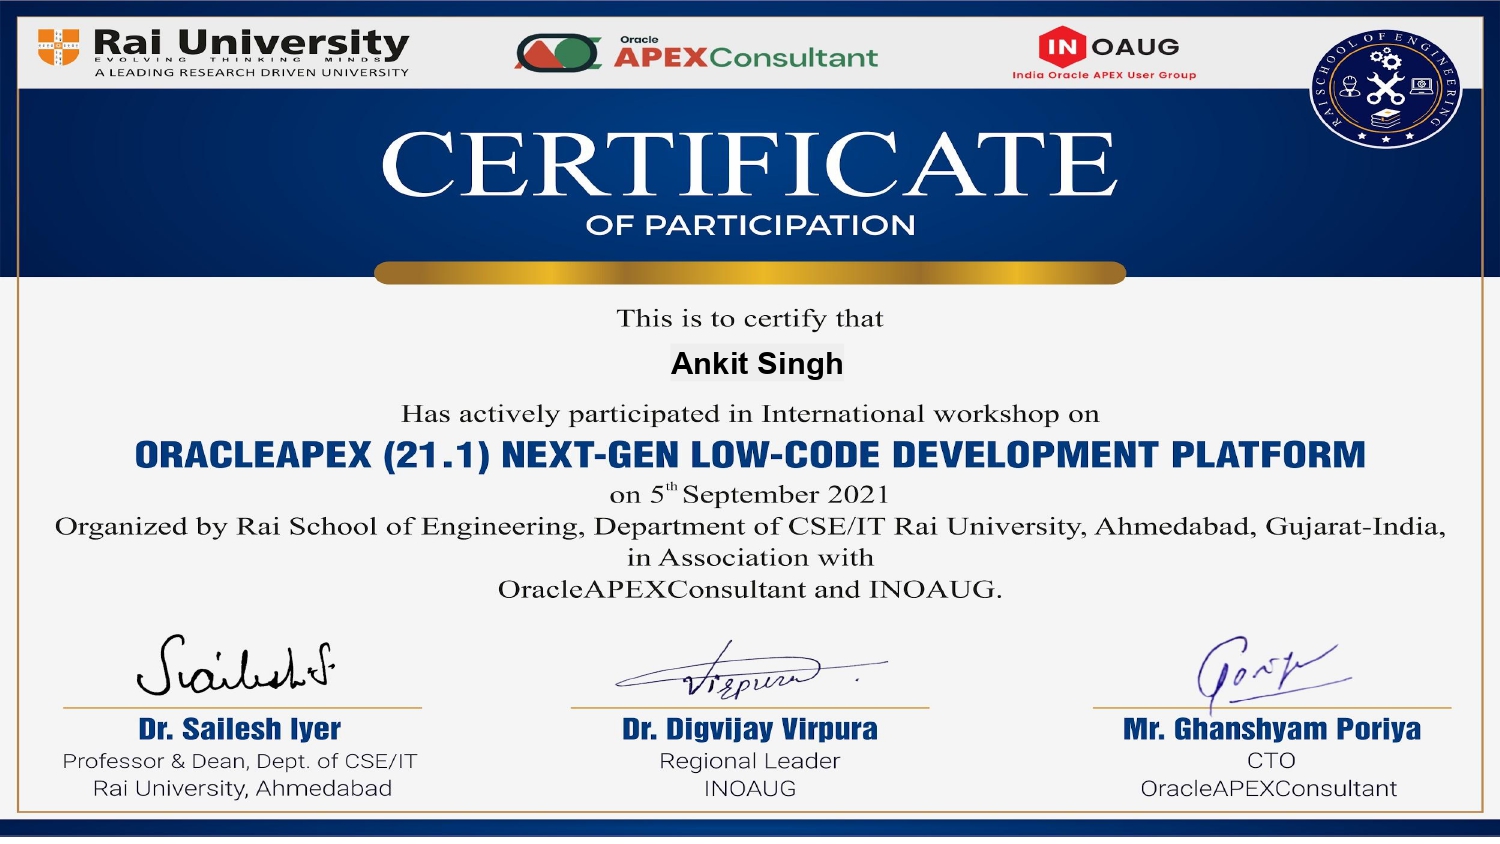 Rai University
EVOLVING THINKING MINDS
A LEADING RESEARCH DRIVEN UNIVERSITY
Oracle
APEXConsultant
IN OAUG
India Oracle APEX User Group
RAI SCHOOL OF ENGINEERING
CERTIFICATE
OF PARTICIPATION
This is to certify that
Ankit Singh
Has actively participated in International workshop on
ORACLEAPEX (21.1) NEXT-GEN LOW-CODE DEVELOPMENT PLATFORM
on 5th September 2021
Organized by Rai School of Engineering, Department of CSE/IT Rai University, Ahmedabad, Gujarat-India,
in Association with
OracleAPEXConsultant and INOAUG.
Sailesh S.
Virpura
Poriya
Dr. Sailesh Iyer
Professor & Dean, Dept. of CSE/IT
Rai University, Ahmedabad
Dr. Digvijay Virpura
Regional Leader
INOAUG
Mr. Ghanshyam Poriya
CTO
OracleAPEXConsultant